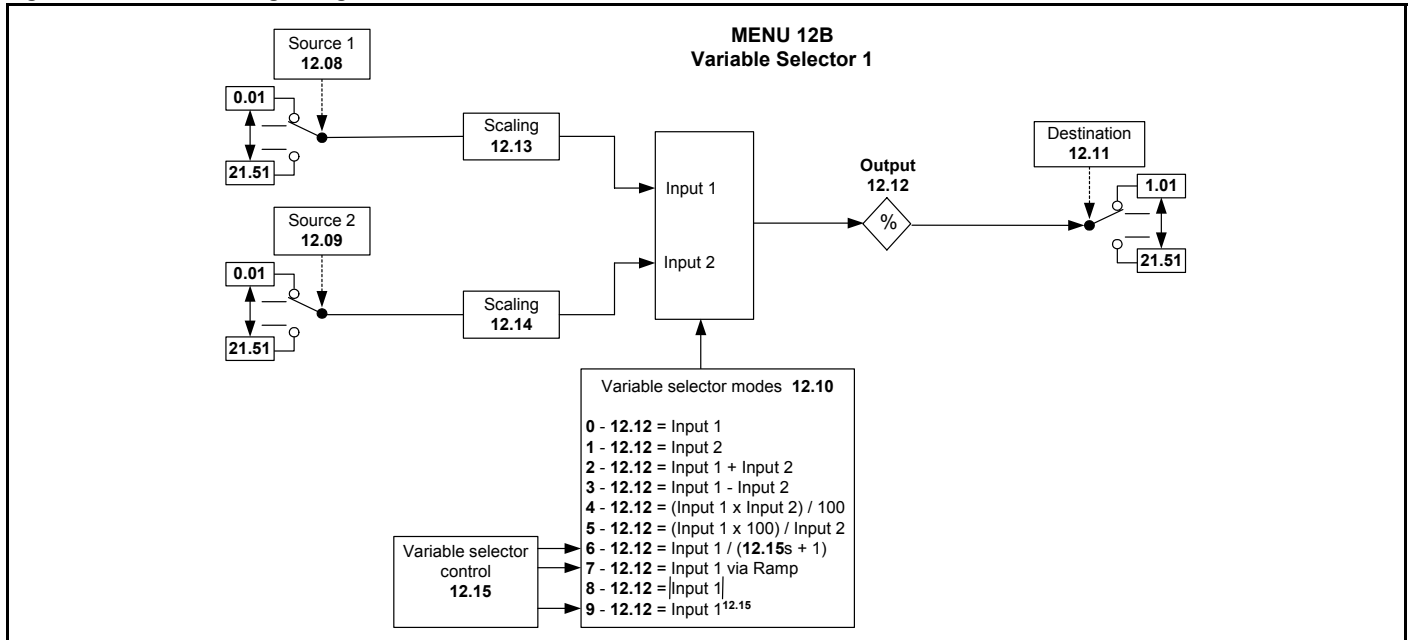 MENU 12B
Variable Selector 1
Source 1
12.08
0.01
21.51
Scaling
12.13
Source 2
12.09
0.01
21.51
Scaling
12.14
Input 1
Input 2
Output
12.12
%
Destination
12.11
1.01
21.51
Variable selector modes 12.10
0 - 12.12 = Input 1
1 - 12.12 = Input 2
2 - 12.12 = Input 1 + Input 2
3 - 12.12 = Input 1 - Input 2
4 - 12.12 = (Input 1 x Input 2) / 100
5 - 12.12 = (Input 1 x 100) / Input 2
6 - 12.12 = Input 1 / (12.15s + 1)
7 - 12.12 = Input 1 via Ramp
8 - 12.12 = |Input 1|
9 - 12.12 = Input 1^12.15
Variable selector
control
12.15